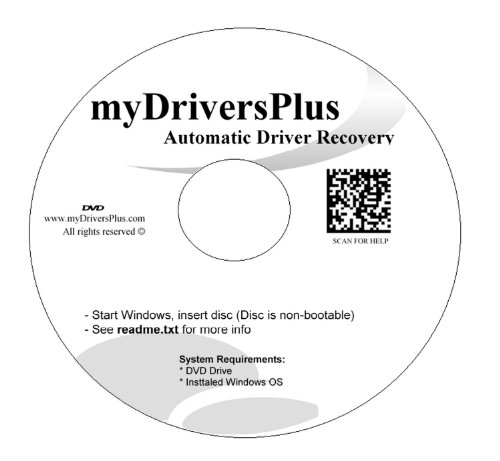 myDriversPlus
Automatic Driver Recovery
DVD
www.myDriversPlus.com
All rights reserved ©
SCAN FOR HELP
- Start Windows, insert disc (Disc is non-bootable)
- See readme.txt for more info
System Requirements:
* DVD Drive
* Insttaled Windows OS